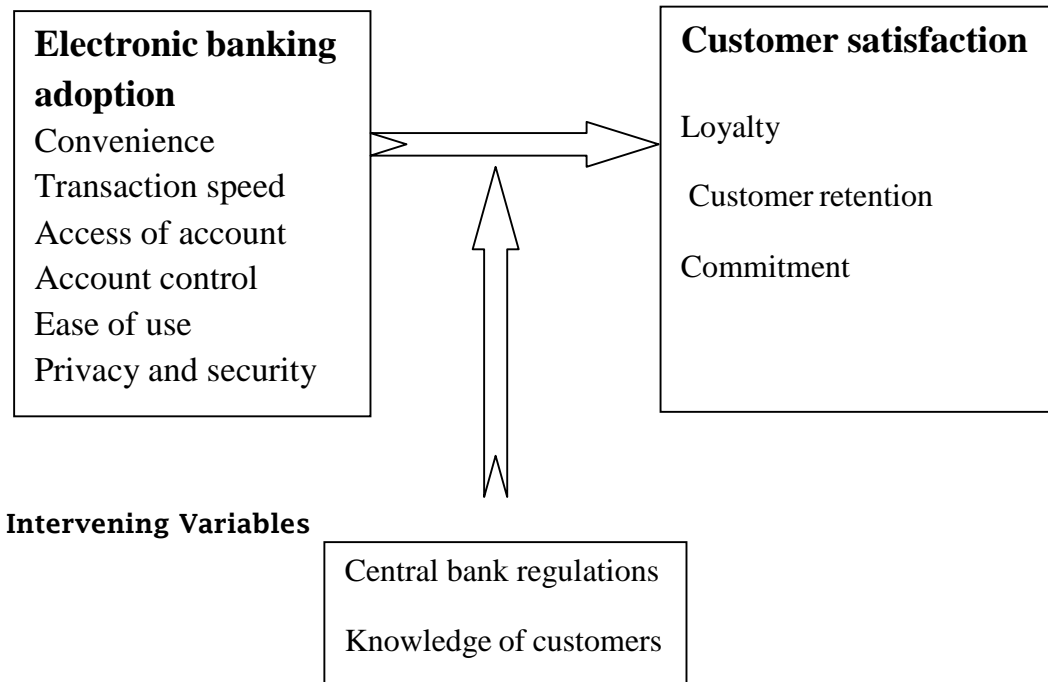 Electronic banking
adoption
Convenience
Transaction speed
Access of account
Account control
Ease of use
Privacy and security
Customer satisfaction
Loyalty
Customer retention
Commitment
Intervening Variables
Central bank regulations
Knowledge of customers